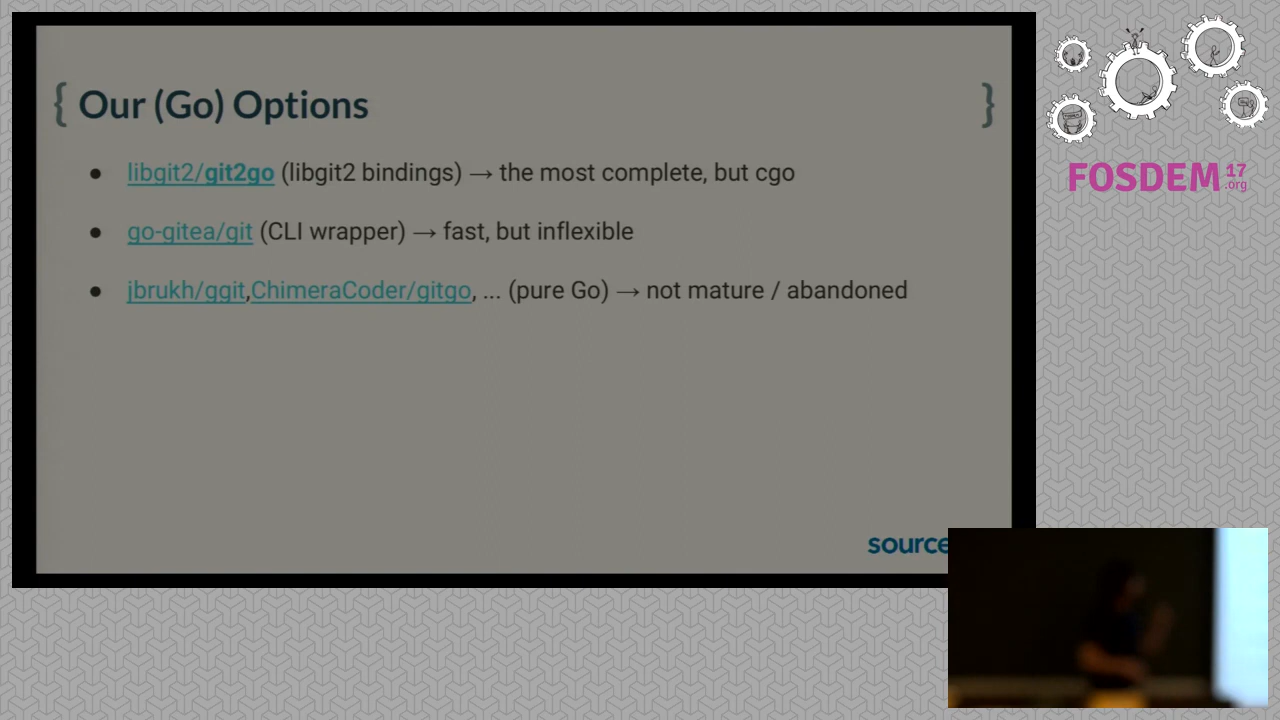 { Our (Go) Options }
● libgit2/git2go (libgit2 bindings) → the most complete, but cgo
● go-gitea/git (CLI wrapper) → fast, but inflexible
● jbrukh/ggit,ChimeraCoder/gitgo, ... (pure Go) → not mature / abandoned
source
FOSDEM 17
.org